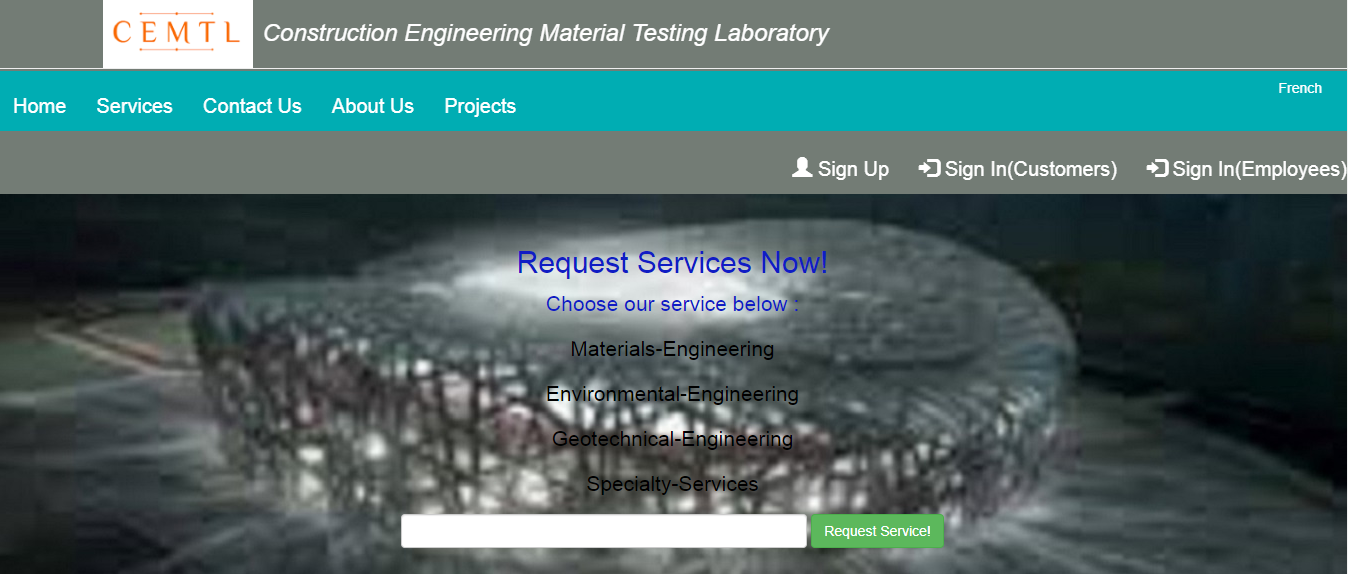 CEMTL Construction Engineering Material Testing Laboratory
French
Home Services Contact Us About Us Projects
Sign Up Sign In(Customers) Sign In(Employees)
Request Services Now!
Choose our service below :
Materials-Engineering
Environmental-Engineering
Geotechnical-Engineering
Specialty-Services
Request Service!